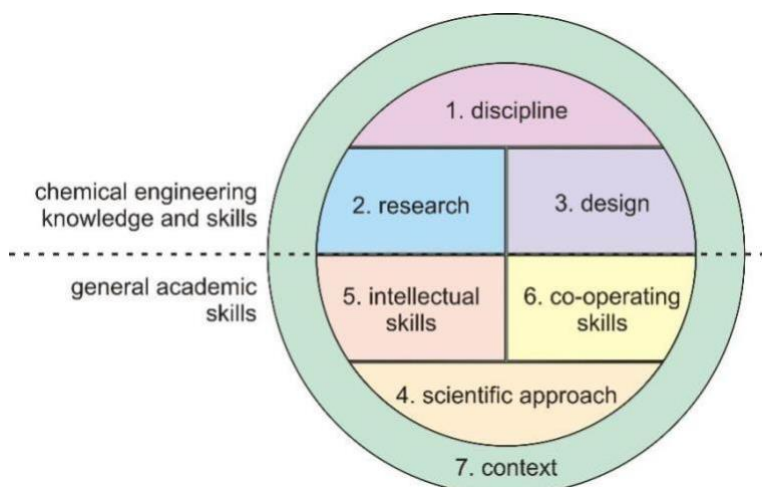 1. discipline
chemical engineering
knowledge and skills
2. research
3. design
general academic
skills
5. intellectual
skills
6. co-operating
skills
4. scientific approach
7. context